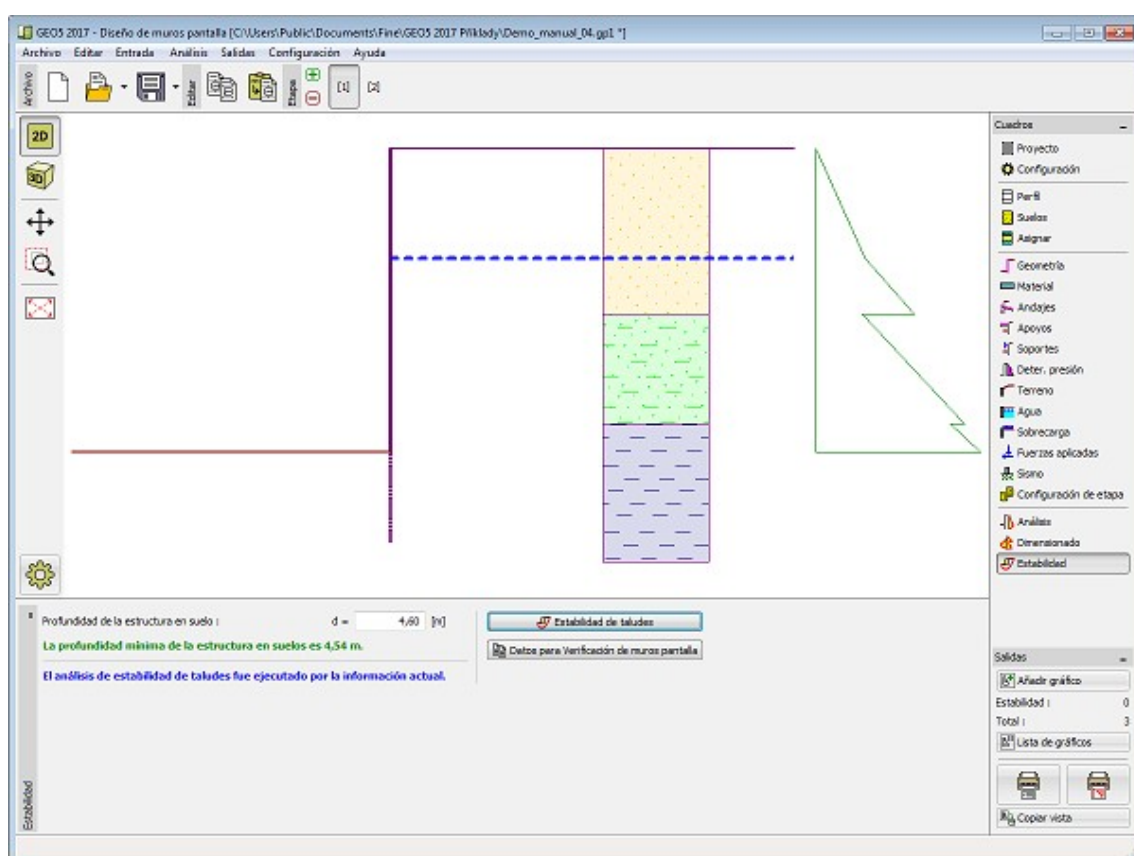 GEO5 2017 - Diseño de muros pantalla [C:\Users\Public\Documents\Fine\GEO5 2017 Příklady\Demo_manual_04.gp1 *]
Archivo Editar Entrada Análisis Salidas Configuración Ayuda
Archivo
Editar
Etapa
[1] [2]
2D
3D
Cuadros
Proyecto
Configuración
Perfil
Suelos
Asignar
Geometría
Material
Anclajes
Apoyos
Soportes
Deter. presión
Terreno
Agua
Sobrecarga
Fuerzas aplicadas
Sismo
Configuración de etapa
Análisis
Dimensionado
Estabilidad
Profundidad de la estructura en suelo : d = 4,60 [m]
La profundidad mínima de la estructura en suelos es 4,54 m.
El análisis de estabilidad de taludes fue ejecutado por la información actual.
Estabilidad de taludes
Datos para Verificación de muros pantalla
Estabilidad
Salidas
Añadir gráfico
Estabilidad : 0
Total : 3
Lista de gráficos
Copiar vista